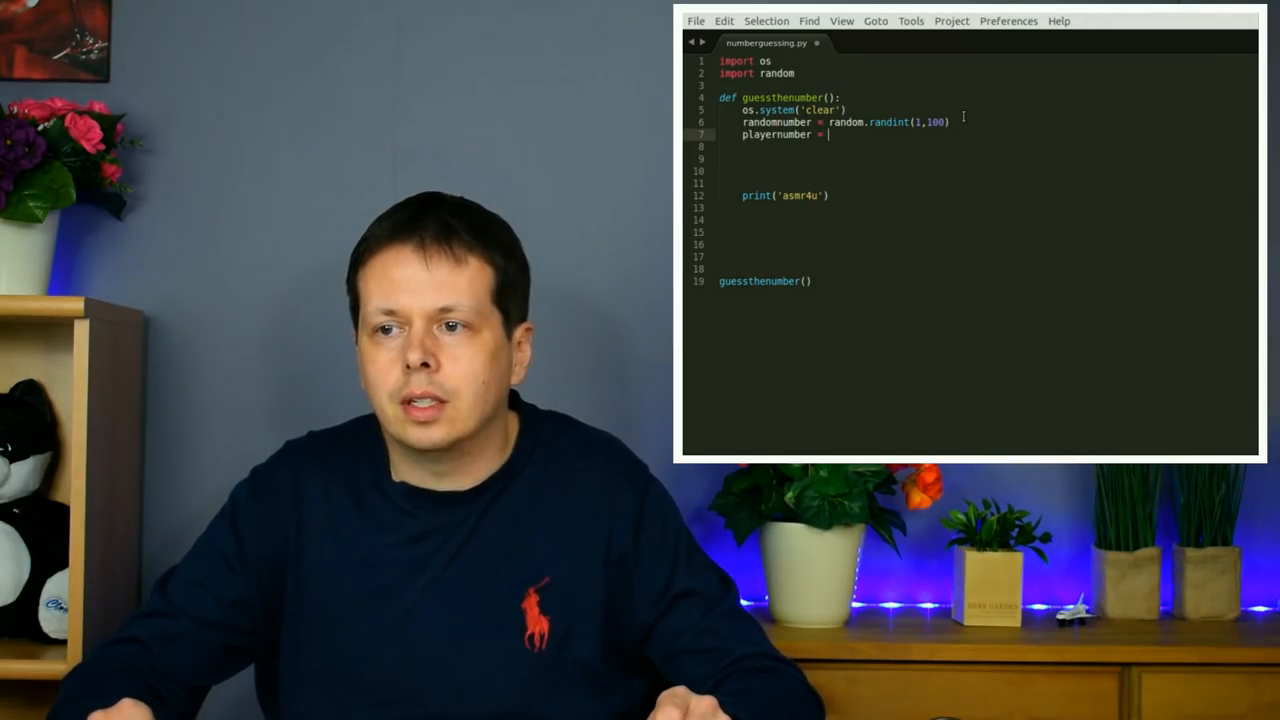 File Edit Selection Find View Goto Tools Project Preferences Help
numberguessing.py
1 import os
2 import random
3
4 def guessthenumber():
5 os.system('clear')
6 randomnumber = random.randint(1,100)
7 playernumber =
8
9
10
11
12 print('asmr4u')
13
14
15
16
17
18
19 guessthenumber()
HERB GARDEN